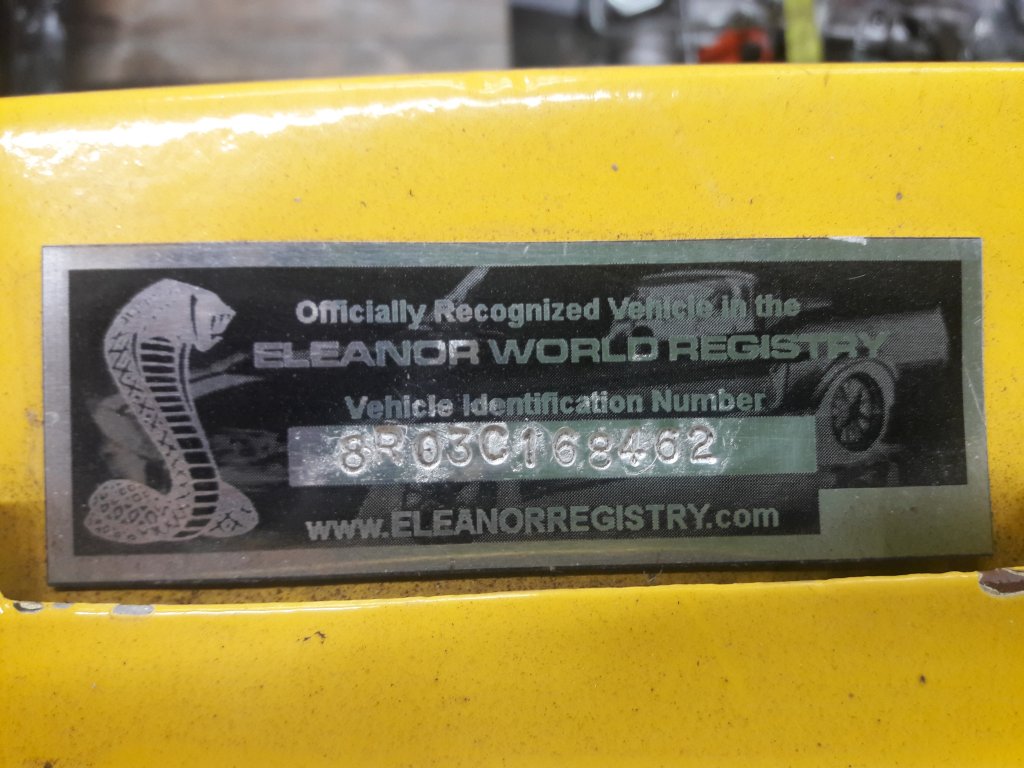 Officially Recognized Vehicle in the
ELEANOR WORLD REGISTRY
Vehicle Identification Number
8R03C168462
www.ELEANORREGISTRY.com